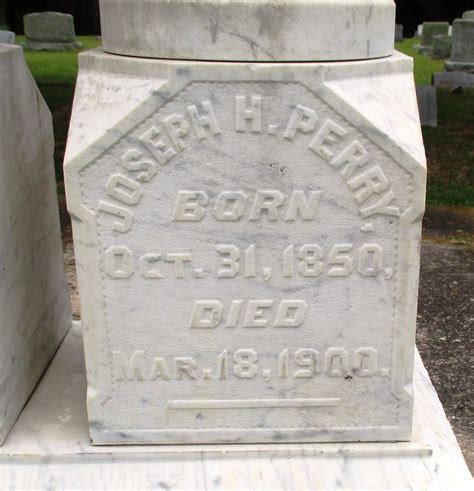 JOSEPH H. PERRY.
BORN
OCT. 31, 1850,
DIED
MAR. 18, 1900.